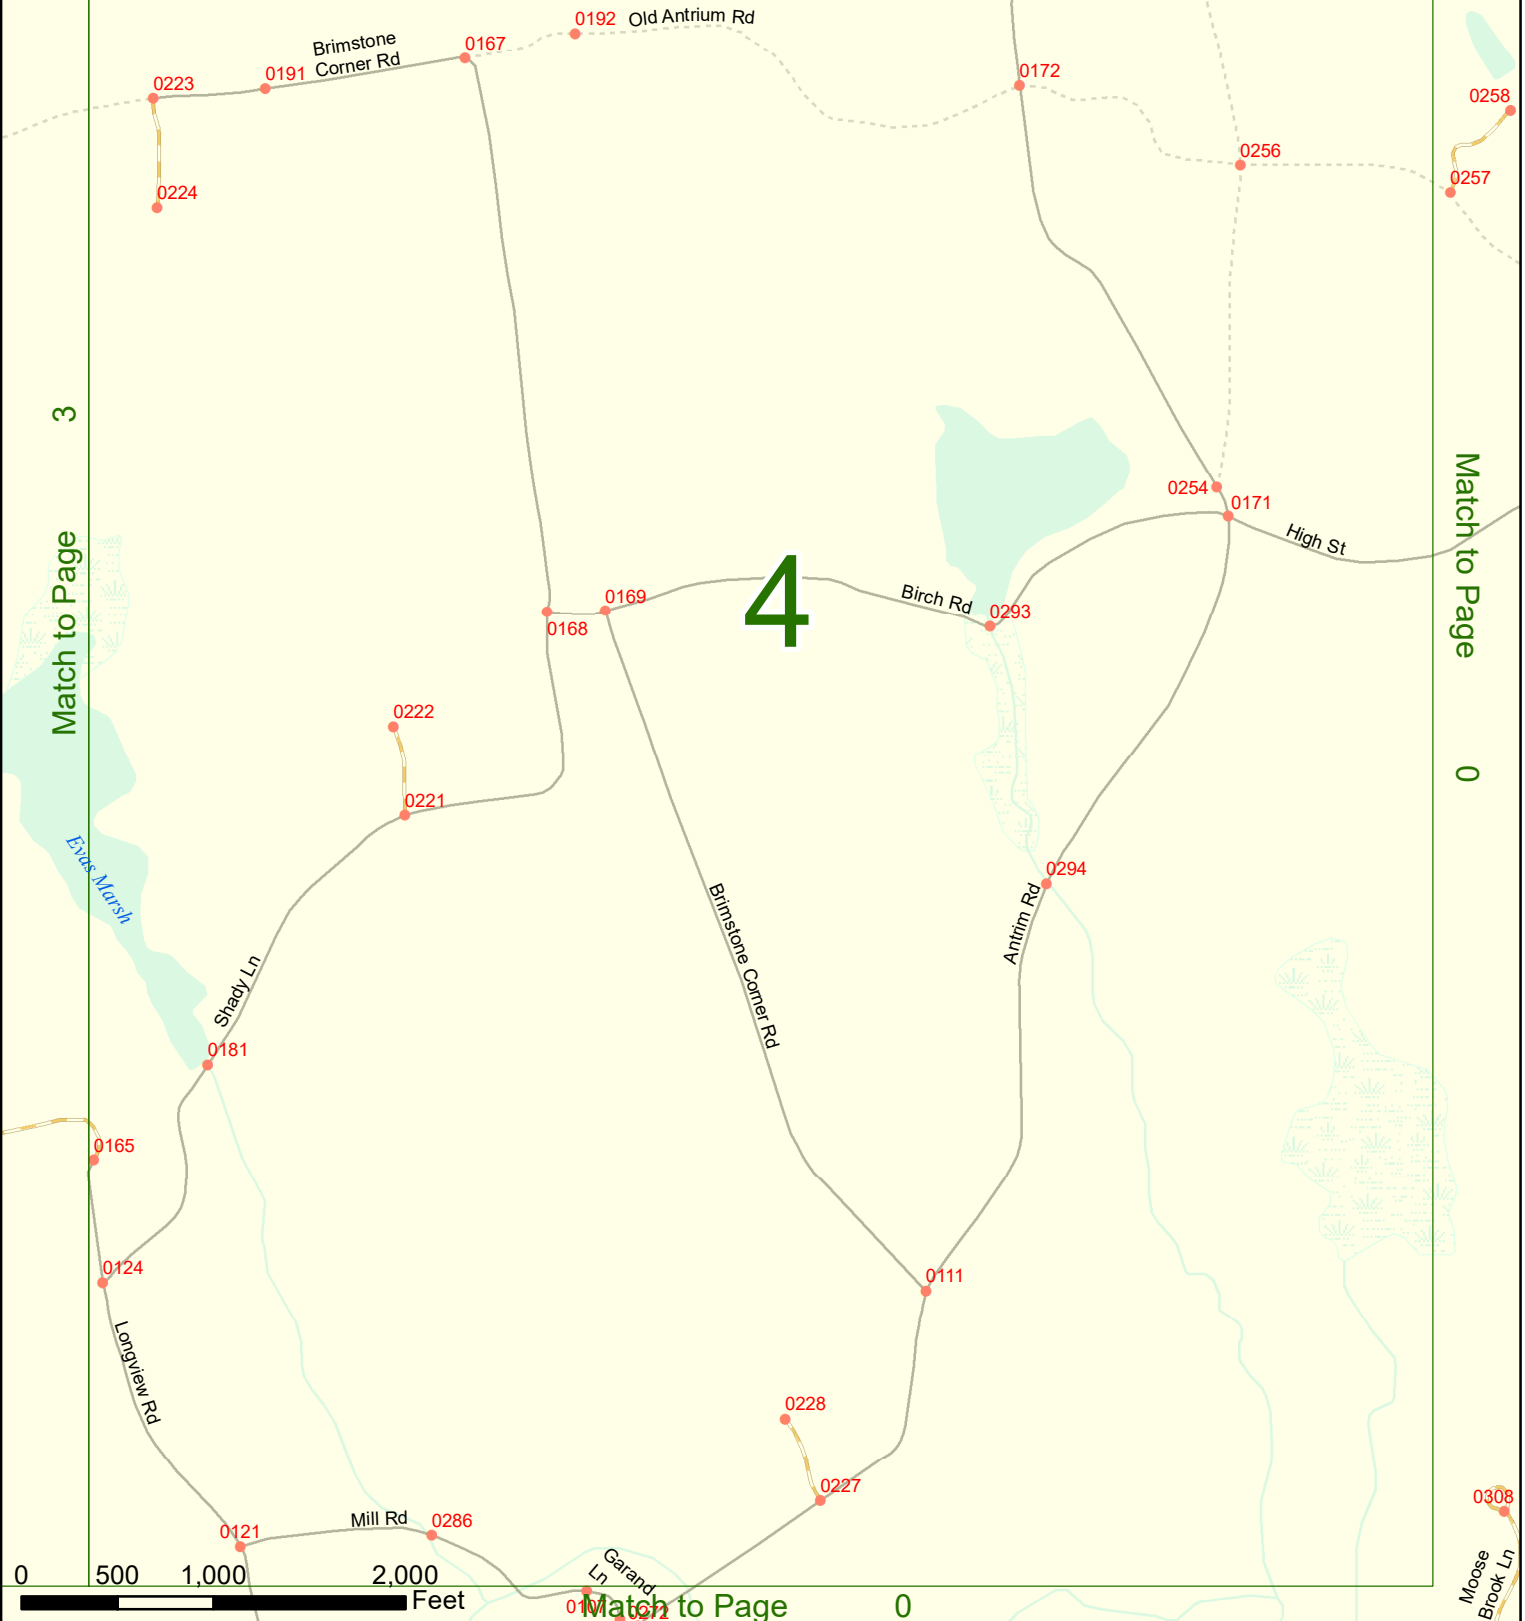 0192
Old Antrium Rd
Brimstone
Corner Rd
0167
0191
0223
0172
0258
0224
0256
0257
3
Match to Page
0254
0171
High St
Match to Page
0
4
0169
0168
Birch Rd
0293
0222
0221
Evas Marsh
Brimstone Corner Rd
0294
Antrim Rd
Shady Ln
0181
0165
0124
0111
Longview Rd
0228
0227
0308
0121
Mill Rd
0286
Garand
Ln
Moose
Brook Ln
0 500 1,000 2,000
Feet
0107
0272
Match to Page 0